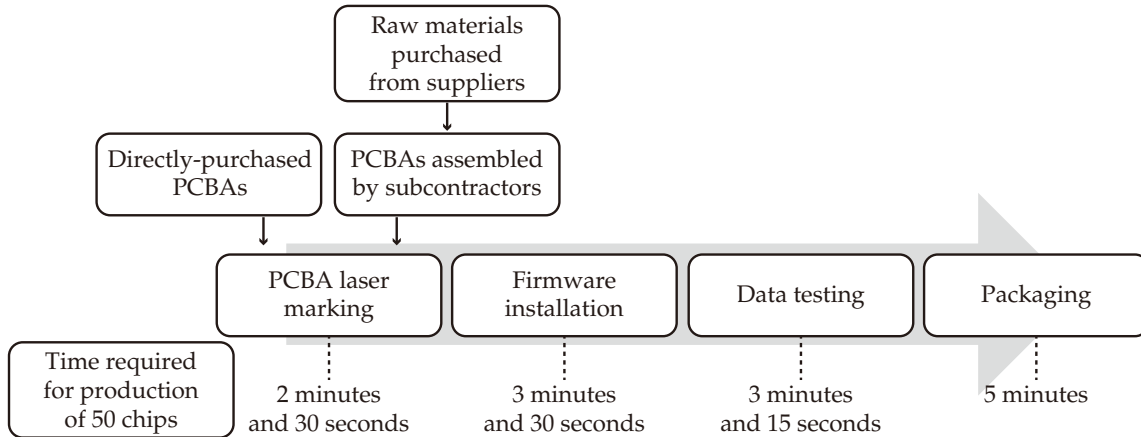 Raw materials
purchased
from suppliers
Directly-purchased
PCBAs
PCBAs assembled
by subcontractors
PCBA laser
marking
Firmware
installation
Data testing
Packaging
Time required
for production
of 50 chips
2 minutes
and 30 seconds
3 minutes
and 30 seconds
3 minutes
and 15 seconds
5 minutes